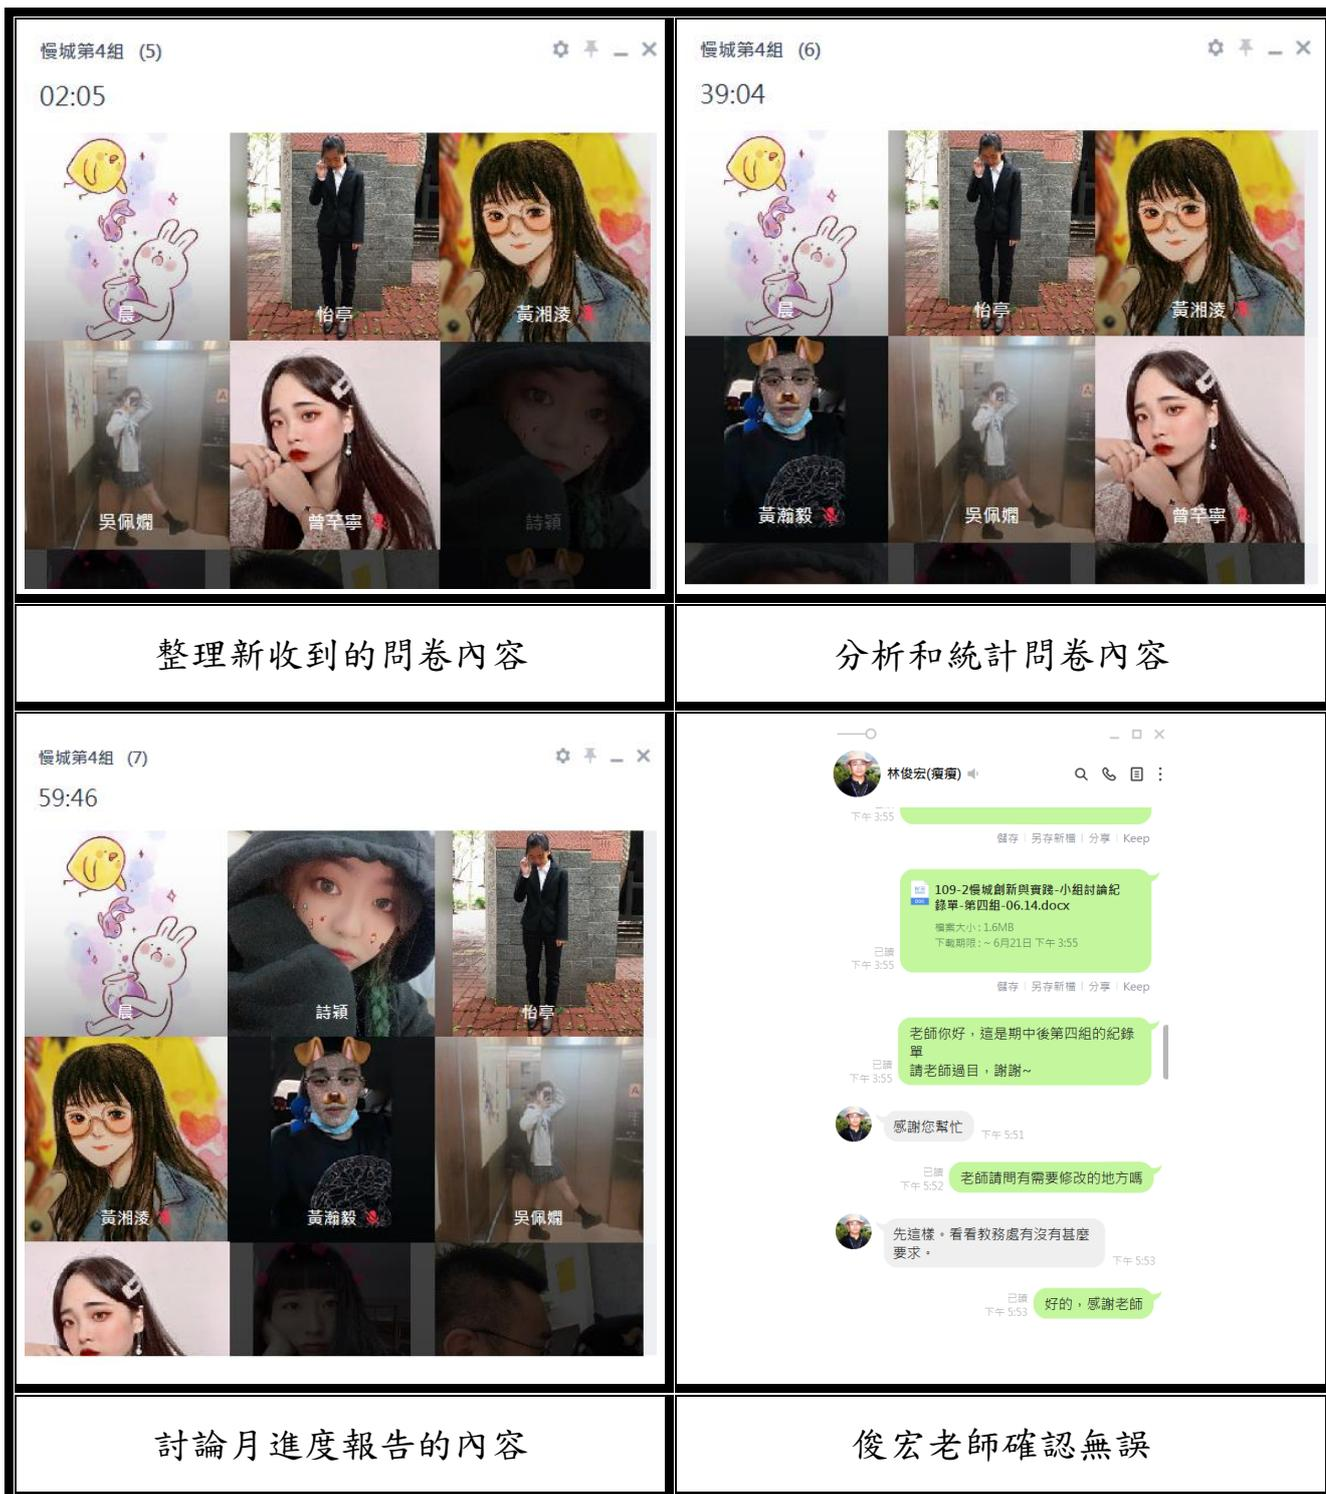 慢城第4組 (5)
02:05
晨
怡亭
黃湘淩
吳佩嫻
曾芊寧
詩穎
慢城第4組 (6)
39:04
晨
怡亭
黃湘淩
黃瀚毅
吳佩嫻
曾芊寧
整理新收到的問卷內容
分析和統計問卷內容
慢城第4組 (7)
59:46
晨
詩穎
怡亭
黃湘淩
黃瀚毅
吳佩嫻
林俊宏(瘦瘦)
下午 3:55
儲存 | 另存新檔 | 分享 | Keep
109-2慢城創新與實踐-小組討論紀
錄單-第四組-06.14.docx
檔案大小 : 1.6MB
下載期限 : ~ 6月21日 下午 3:55
已讀
下午 3:55
儲存 | 另存新檔 | 分享 | Keep
老師你好，這是期中後第四組的紀錄
單
請老師過目，謝謝~
已讀
下午 3:55
感謝您幫忙
下午 5:51
已讀
下午 5:52
老師請問有需要修改的地方嗎
先這樣。看看教務處有沒有甚麼
要求。
下午 5:53
已讀
下午 5:53
好的，感謝老師
討論月進度報告的內容
俊宏老師確認無誤